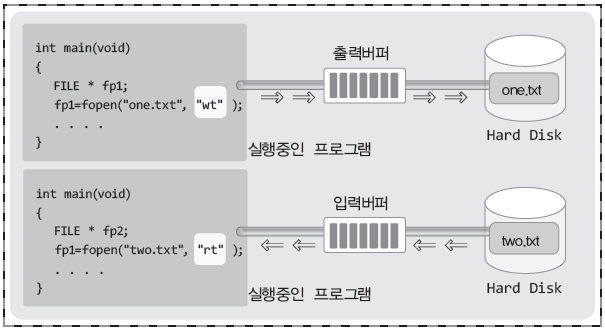 int main(void)
{
FILE * fp1;
fp1=fopen("one.txt", "wt" );
. . . .
}
출력버퍼
one.txt
Hard Disk
실행중인 프로그램
int main(void)
{
FILE * fp2;
fp1=fopen("two.txt", "rt" );
. . . .
}
입력버퍼
two.txt
Hard Disk
실행중인 프로그램